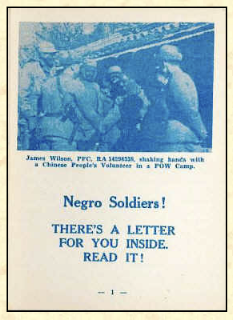 James Wilson, PFC, RA 14298539, shaking hands with
a Chinese People's Volunteer in a POW Camp.
Negro Soldiers!
THERE'S A LETTER
FOR YOU INSIDE.
READ IT!
— 1 —